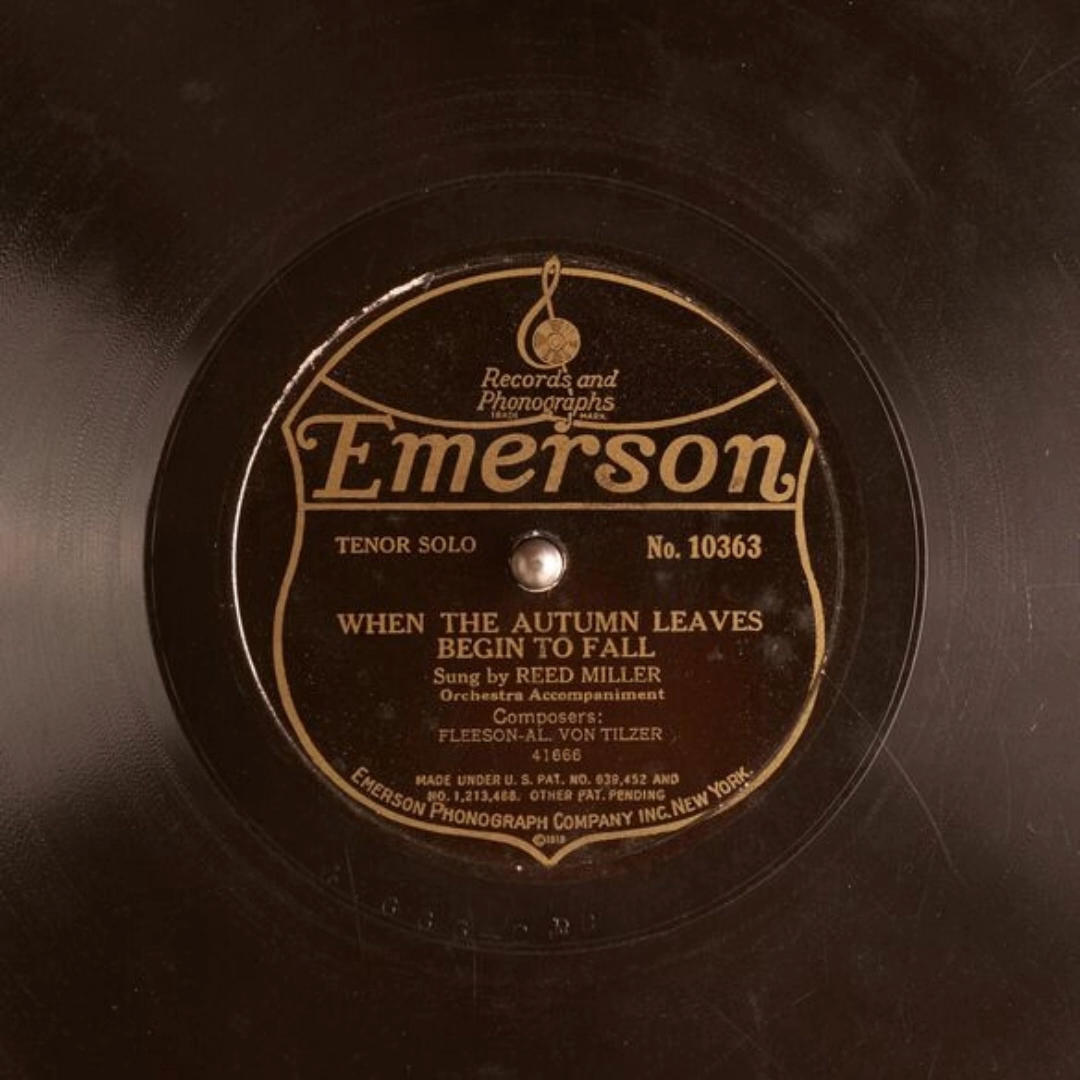 Records and
Phonographs
TRADE MARK
Emerson
TENOR SOLO
No. 10363
WHEN THE AUTUMN LEAVES
BEGIN TO FALL
Sung by REED MILLER
Orchestra Accompaniment
Composers:
FLEESON-AL. VON TILZER
41666
MADE UNDER U. S. PAT. NO. 639,452 AND
NO. 1,213,468. OTHER PAT. PENDING
EMERSON PHONOGRAPH COMPANY INC. NEW YORK.